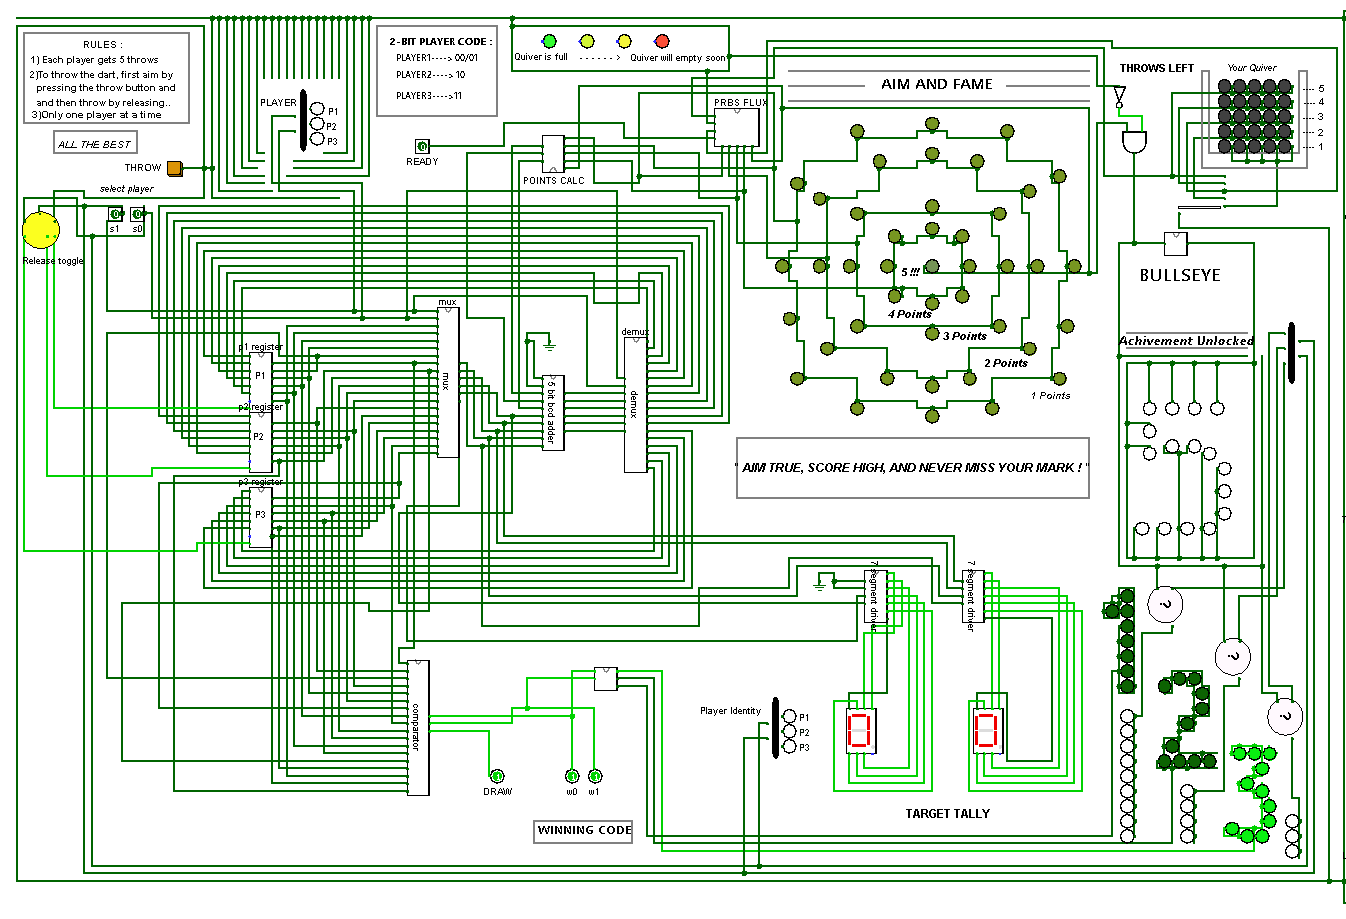 RULES :
1) Each player gets 5 throws
2)To throw the dart, first aim by
pressing the throw button and
and then throw by releasing..
3)Only one player at a time
ALL THE BEST
THROW
select player
s1
s0
Release toggle
PLAYER
P1
P2
P3
2-BIT PLAYER CODE :
PLAYER1----> 00/01
PLAYER2----> 10
PLAYER3---->11
READY
Quiver is full
- - - - - - >
Quiver will empty soon
PRBS FLUX
POINTS CALC
AIM AND FAME
5 !!!
4 Points
3 Points
2 Points
1 Points
THROWS LEFT
Your Quiver
---- 5
---- 4
---- 3
---- 2
---- 1
BULLSEYE
Achivement Unlocked
" AIM TRUE, SCORE HIGH, AND NEVER MISS YOUR MARK ! "
mux
mux
demux
demux
5 bit bcd adder
p1 register
P1
p2 register
P2
p3 register
P3
7 segment driver
7 segment driver
comparator
DRAW
w0
w1
WINNING CODE
Player Identity
P1
P2
P3
TARGET TALLY
0
0
?
?
?